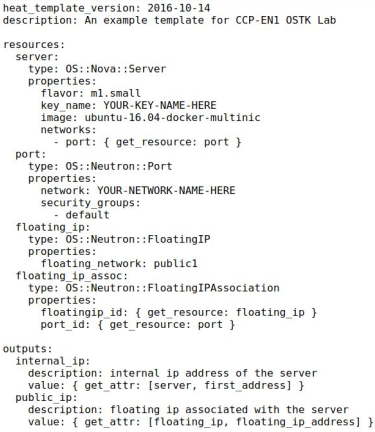 heat_template_version: 2016-10-14
description: An example template for CCP-EN1 OSTK Lab

resources:
  server:
    type: OS::Nova::Server
    properties:
      flavor: m1.small
      key_name: YOUR-KEY-NAME-HERE
      image: ubuntu-16.04-docker-multinic
      networks:
        - port: { get_resource: port }
  port:
    type: OS::Neutron::Port
    properties:
      network: YOUR-NETWORK-NAME-HERE
      security_groups:
        - default
  floating_ip:
    type: OS::Neutron::FloatingIP
    properties:
      floating_network: public1
  floating_ip_assoc:
    type: OS::Neutron::FloatingIPAssociation
    properties:
      floatingip_id: { get_resource: floating_ip }
      port_id: { get_resource: port }

outputs:
  internal_ip:
    description: internal ip address of the server
    value: { get_attr: [server, first_address] }
  public_ip:
    description: floating ip associated with the server
    value: { get_attr: [floating_ip, floating_ip_address] }